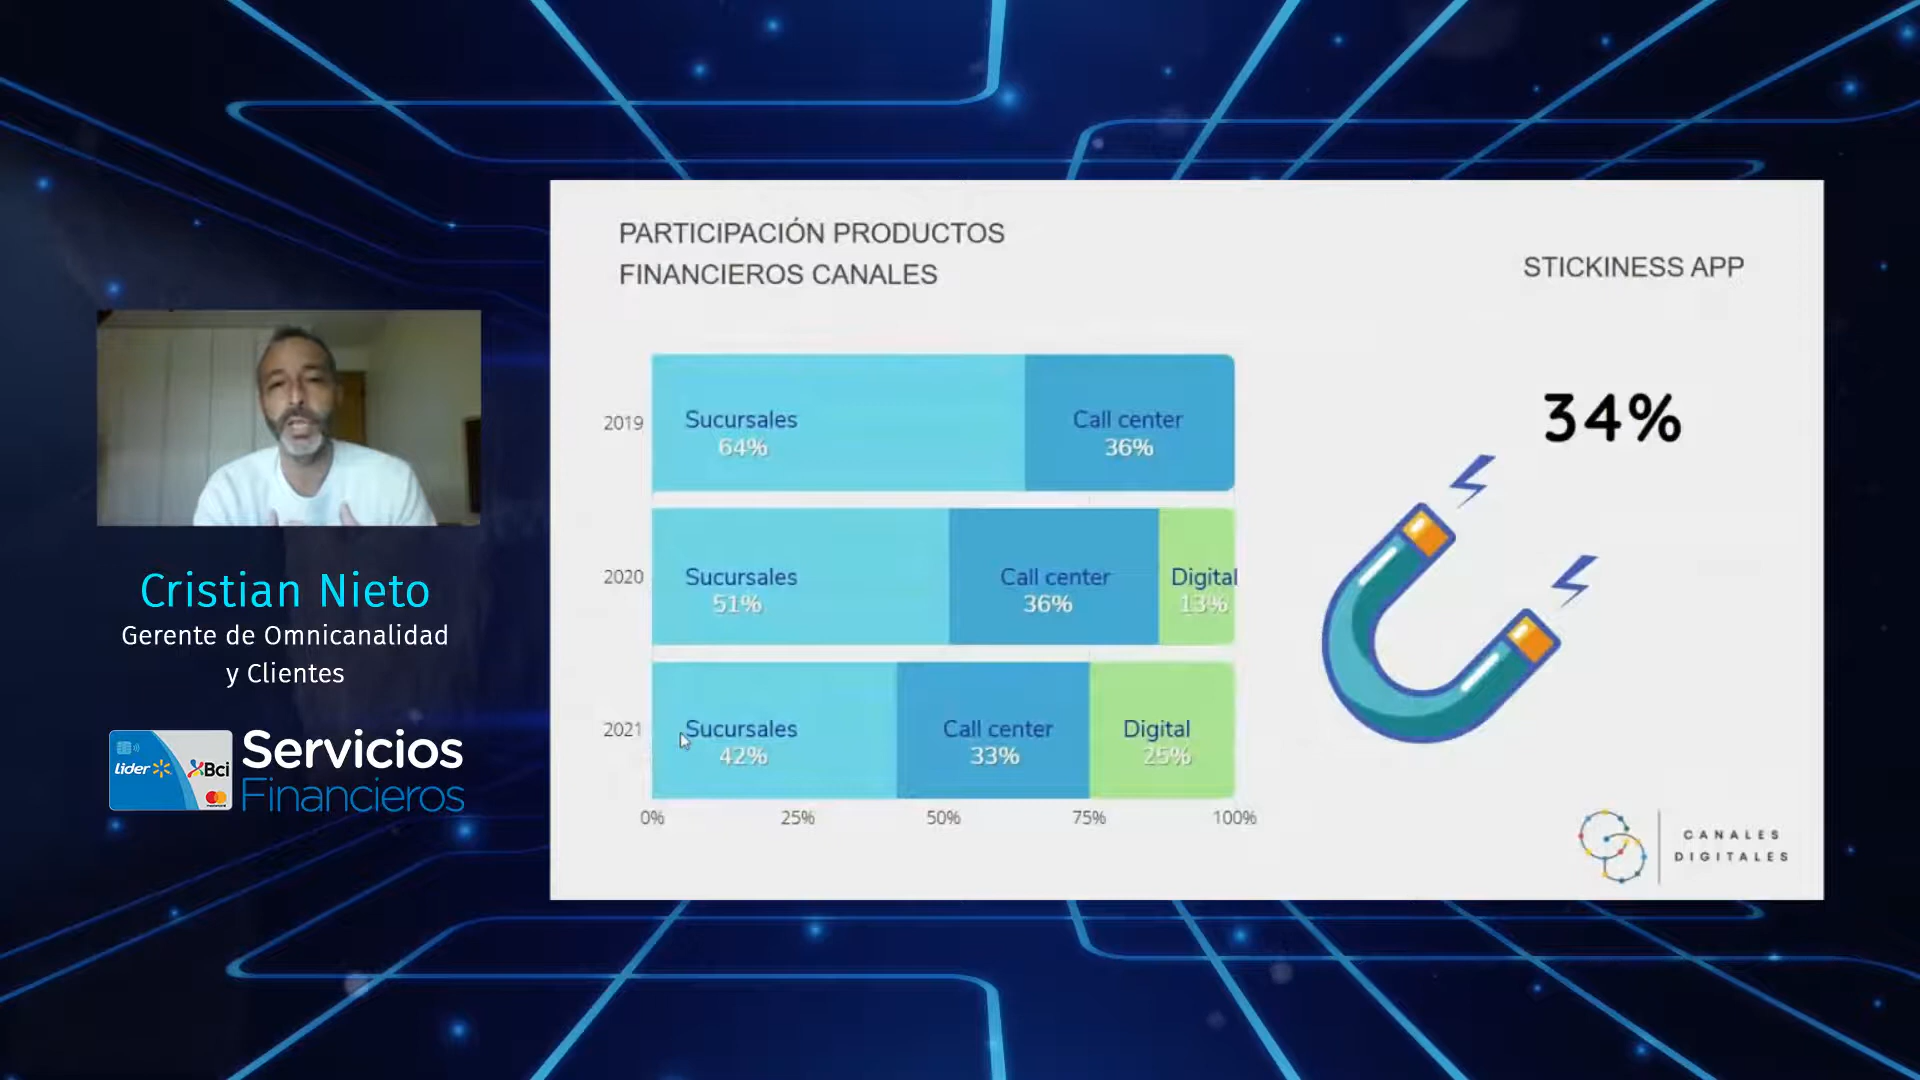 Cristian Nieto
Gerente de Omnicanalidad
y Clientes
lider
Bci
Servicios
Financieros
PARTICIPACIÓN PRODUCTOS
FINANCIEROS CANALES
STICKINESS APP
34%
2019
Sucursales
64%
Call center
36%
2020
Sucursales
51%
Call center
36%
Digital
13%
2021
Sucursales
42%
Call center
33%
Digital
25%
0% 25% 50% 75% 100%
CANALES
DIGITALES